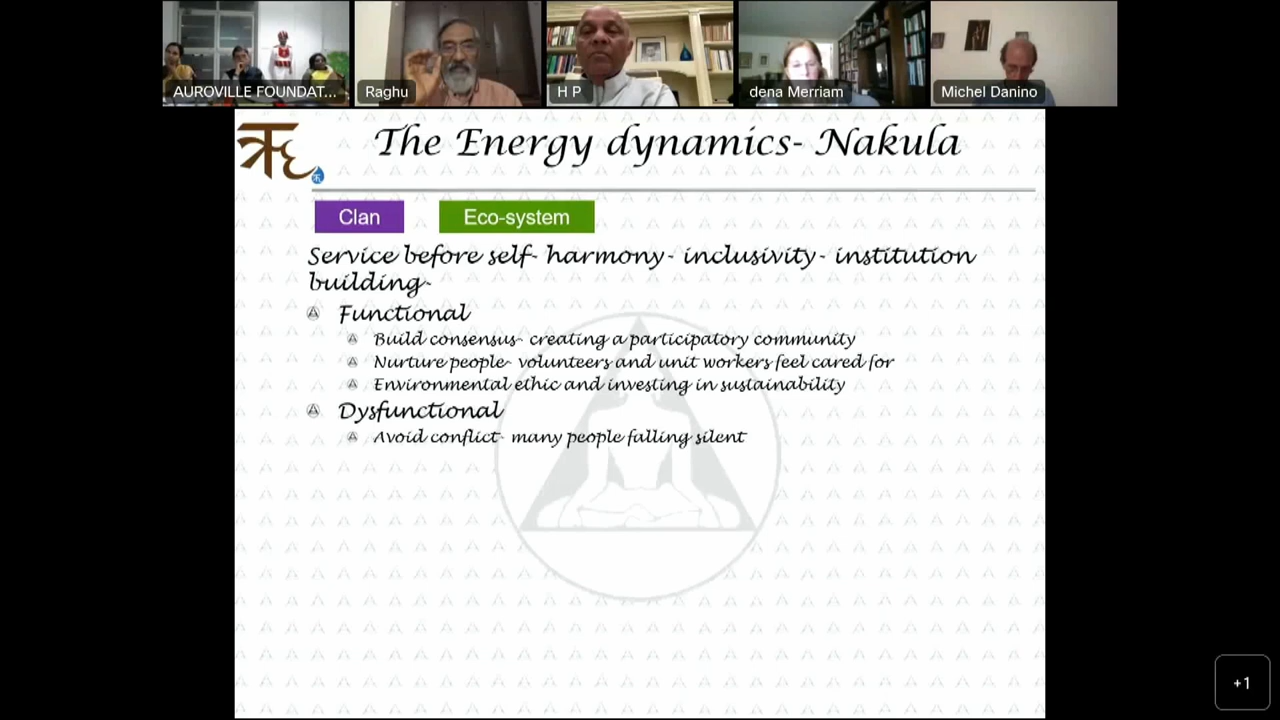 AUROVILLE FOUNDAT...
Raghu
H P
dena Merriam
Michel Danino
The Energy dynamics- Nakula
Clan
Eco-system
Service before self- harmony- inclusivity- institution
building-
Functional
Build consensus- creating a participatory community
Nurture people- volunteers and unit workers feel cared for
Environmental ethic and investing in sustainability
Dysfunctional
Avoid conflict- many people falling silent
+1